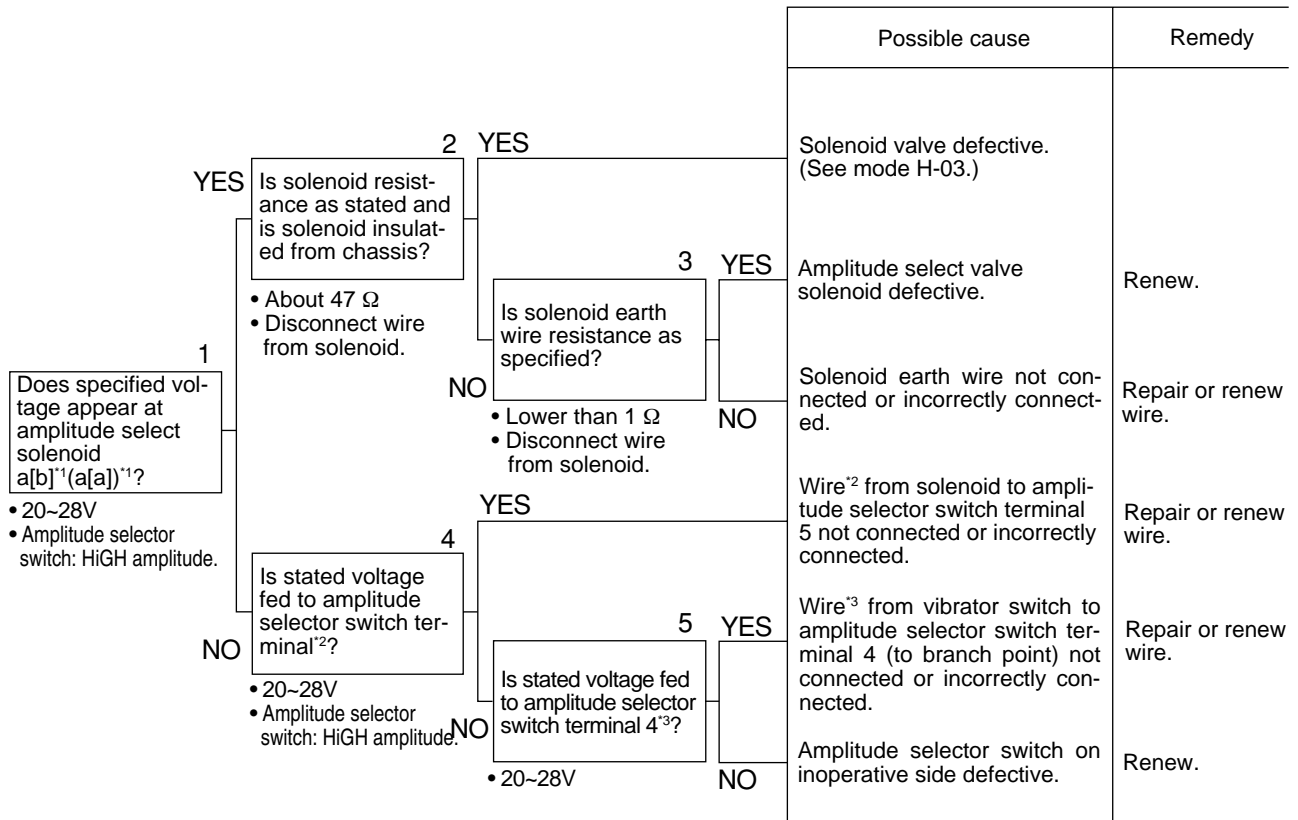 Possible cause
Remedy
1
Does specified vol-
tage appear at
amplitude select
solenoid
a[b]*1(a[a])*1?
• 20~28V
• Amplitude selector
switch: HiGH amplitude.
YES
2
Is solenoid resist-
ance as stated and
is solenoid insulat-
ed from chassis?
• About 47 Ω
• Disconnect wire
from solenoid.
YES
Solenoid valve defective.
(See mode H-03.)
NO
3
Is solenoid earth
wire resistance as
specified?
• Lower than 1 Ω
• Disconnect wire
from solenoid.
YES
Amplitude select valve
solenoid defective.
Renew.
NO
Solenoid earth wire not con-
nected or incorrectly connect-
ed.
Repair or renew
wire.
NO
4
Is stated voltage
fed to amplitude
selector switch ter-
minal*2?
• 20~28V
• Amplitude selector
switch: HiGH amplitude.
YES
Wire*2 from solenoid to ampli-
tude selector switch terminal
5 not connected or incorrectly
connected.
Repair or renew
wire.
NO
5
Is stated voltage fed
to amplitude selector
switch terminal 4*3?
• 20~28V
YES
Wire*3 from vibrator switch to
amplitude selector switch ter-
minal 4 (to branch point) not
connected or incorrectly con-
nected.
Repair or renew
wire.
NO
Amplitude selector switch on
inoperative side defective.
Renew.